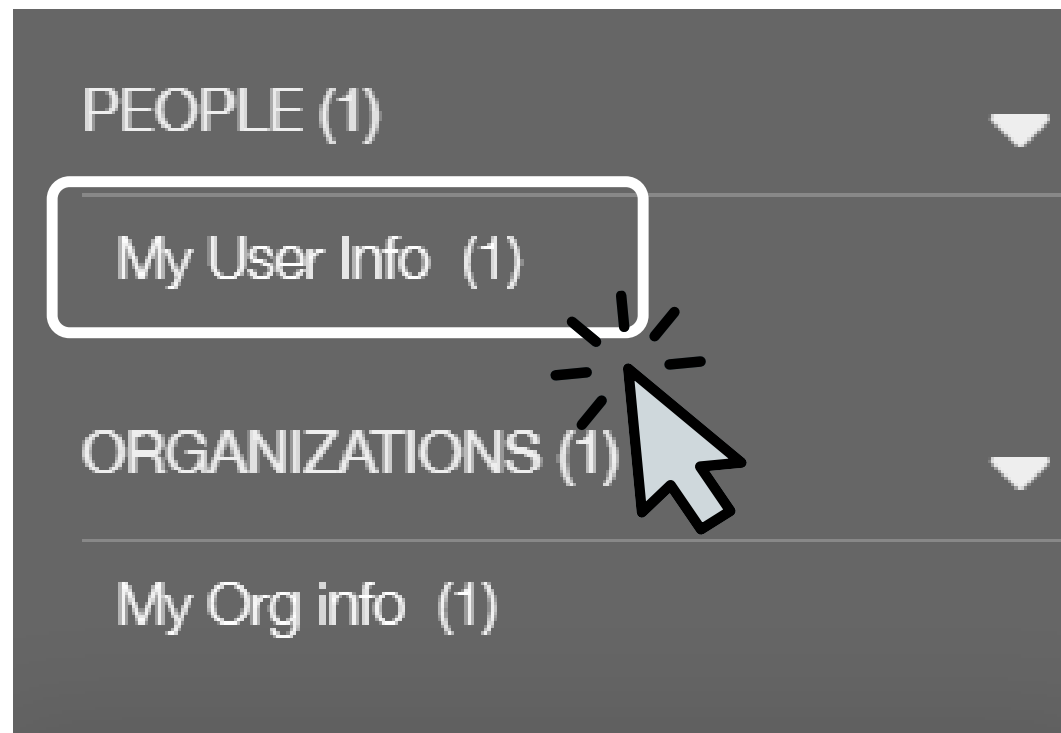 PEOPLE (1)
My User Info (1)
ORGANIZATIONS (1)
My Org info (1)